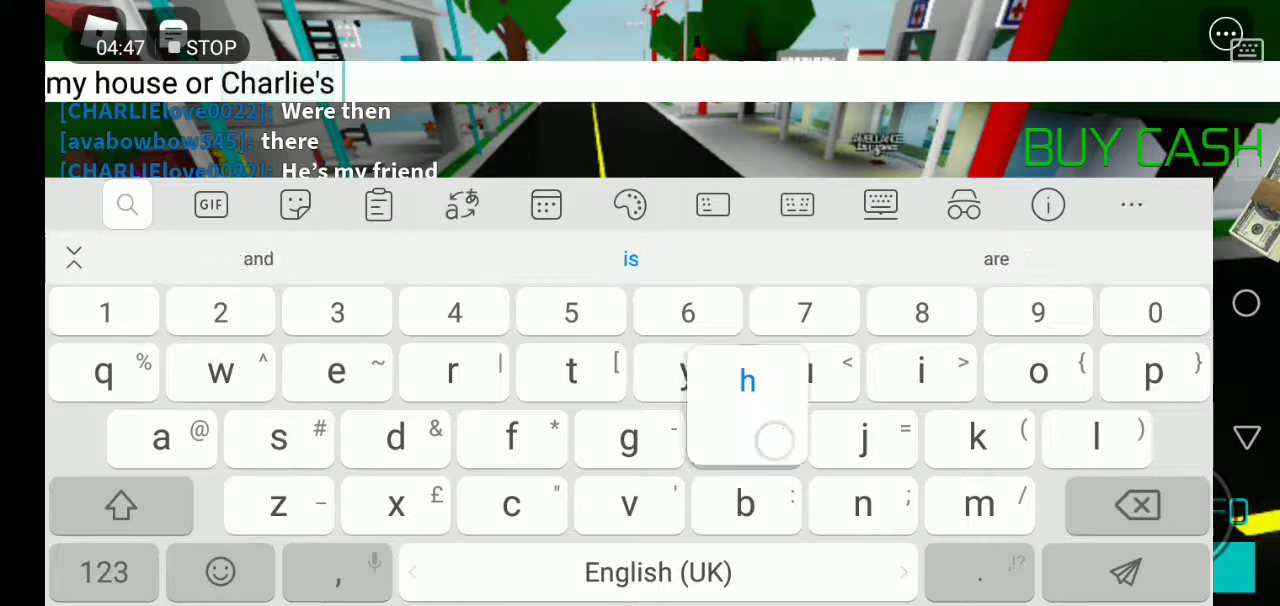 04:47 STOP
my house or Charlie's
[CHARLIElove0022]: Were then
[avabowbow545]: there
[CHARLIElove0022]: He's my friend
BUY CASH
GIF
and is are
1 2 3 4 5 6 7 8 9 0
q % w ^ e ~ r | t [ y u < i > o { p }
h
a @ s # d & f * g - j = k ( l )
z _ x £ c " v ' b : n ; m /
123 , English (UK) . ,!?